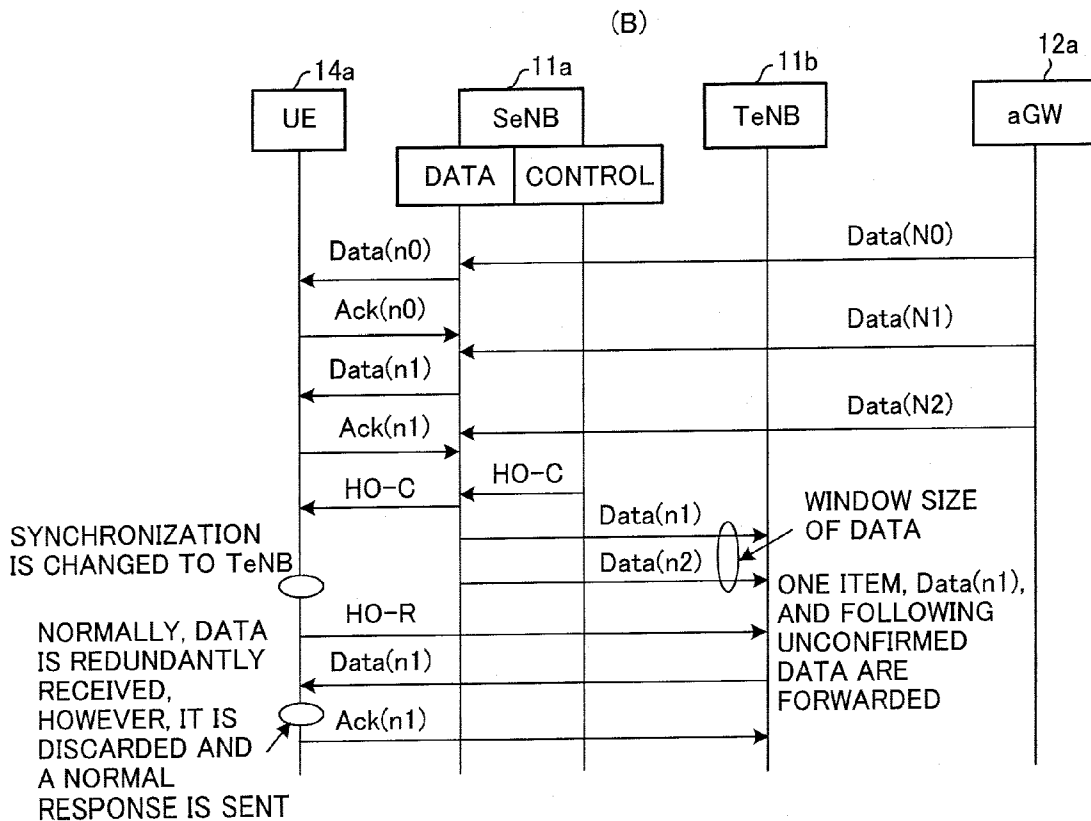 (B)
14a
11a
11b
12a
UE
SeNB
TeNB
aGW
DATA
CONTROL
Data(N0)
Data(n0)
Ack(n0)
Data(N1)
Data(n1)
Data(N2)
Ack(n1)
HO-C
HO-C
Data(n1)
WINDOW SIZE
OF DATA
SYNCHRONIZATION
IS CHANGED TO TeNB
Data(n2)
ONE ITEM, Data(n1),
AND FOLLOWING
UNCONFIRMED
DATA ARE
FORWARDED
HO-R
NORMALLY, DATA
IS REDUNDANTLY
RECEIVED,
HOWEVER, IT IS
DISCARDED AND
A NORMAL
RESPONSE IS SENT
Data(n1)
Ack(n1)